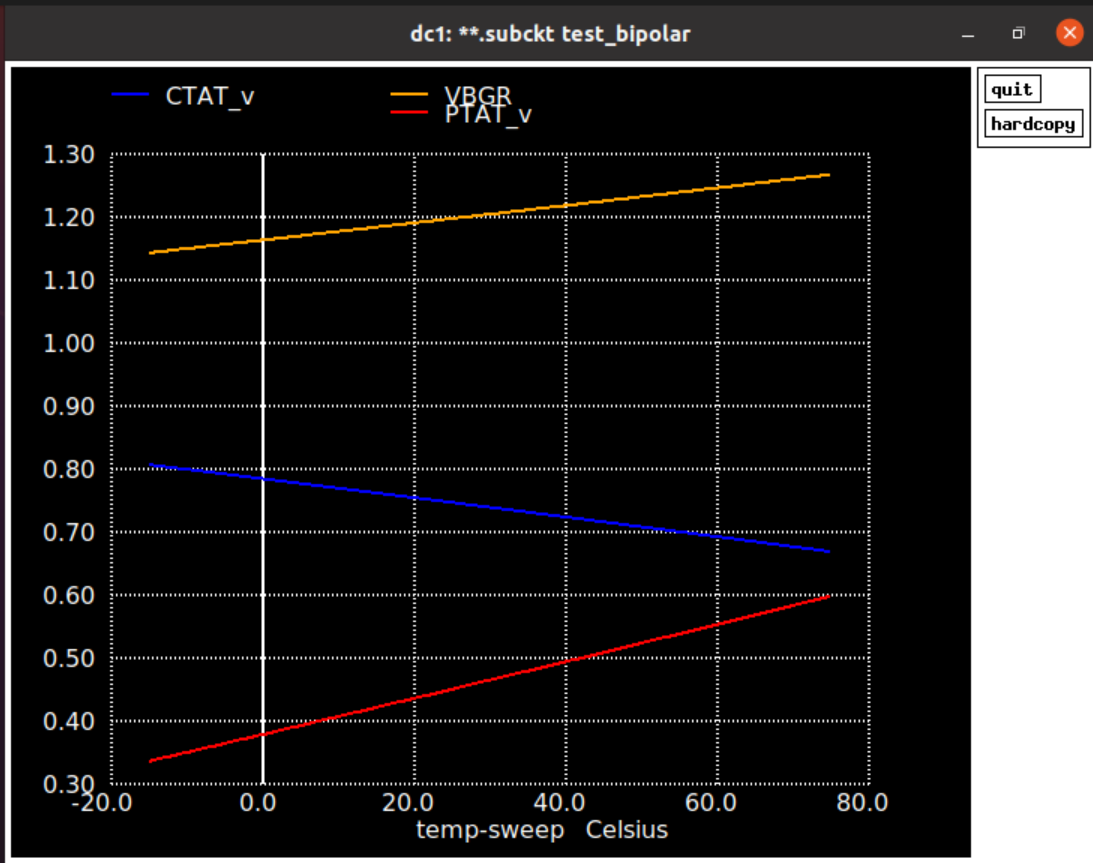 dc1: **.subckt test_bipolar
quit
hardcopy
CTAT_v
VBGR
PTAT_v
1.30
1.20
1.10
1.00
0.90
0.80
0.70
0.60
0.50
0.40
0.30
-20.0 0.0 20.0 40.0 60.0 80.0
temp-sweep Celsius